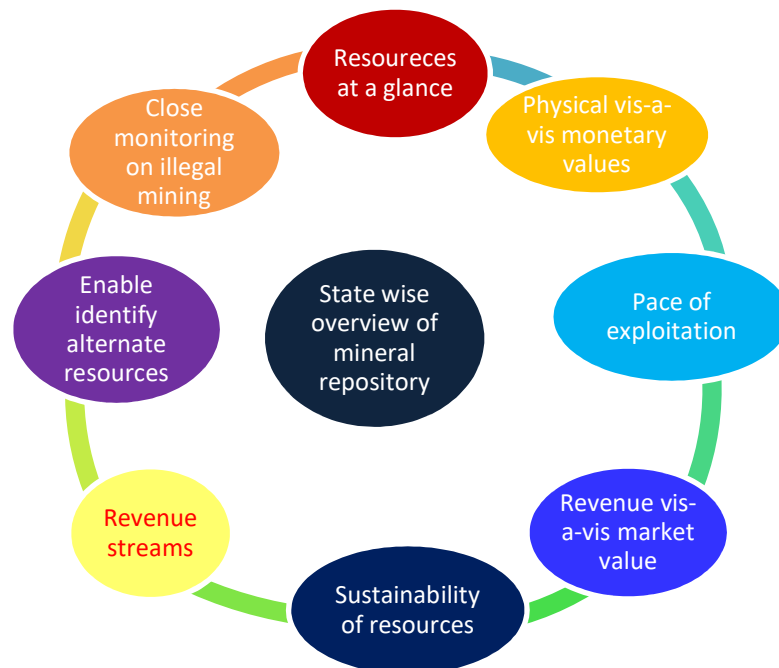 Resoureces
at a glance
Physical vis-a-
vis monetary
values
Pace of
exploitation
Revenue vis-
a-vis market
value
Sustainability
of resources
Revenue
streams
Enable
identify
alternate
resources
Close
monitoring
on illegal
mining
State wise
overview of
mineral
repository